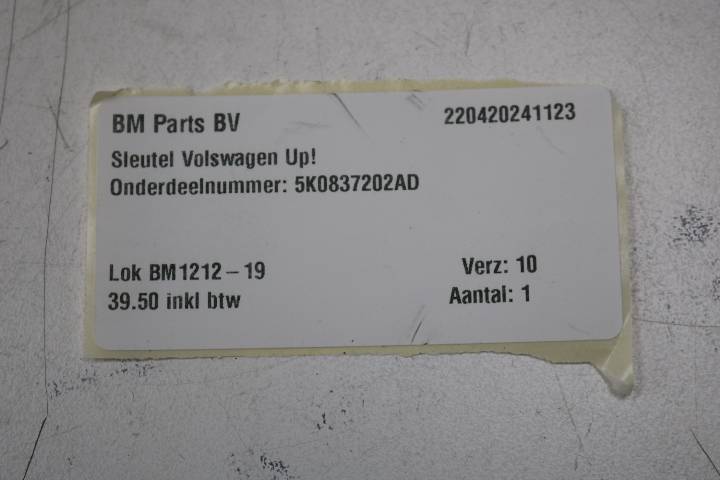 BM Parts BV 220420241123
Sleutel Volswagen Up!
Onderdeelnummer: 5K0837202AD
Lok BM1212 – 19 Verz: 10
39.50 inkl btw Aantal: 1